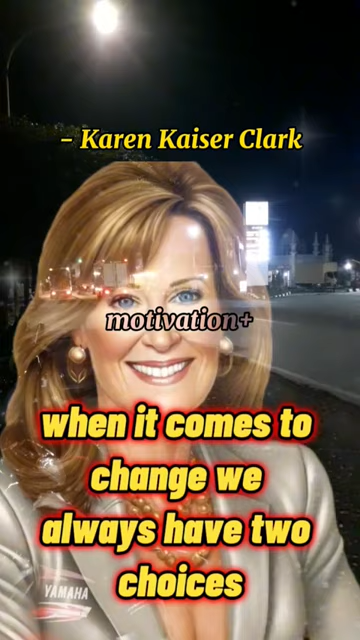 - Karen Kaiser Clark
motivation+
when it comes to
change we
always have two
choices
YAMAHA